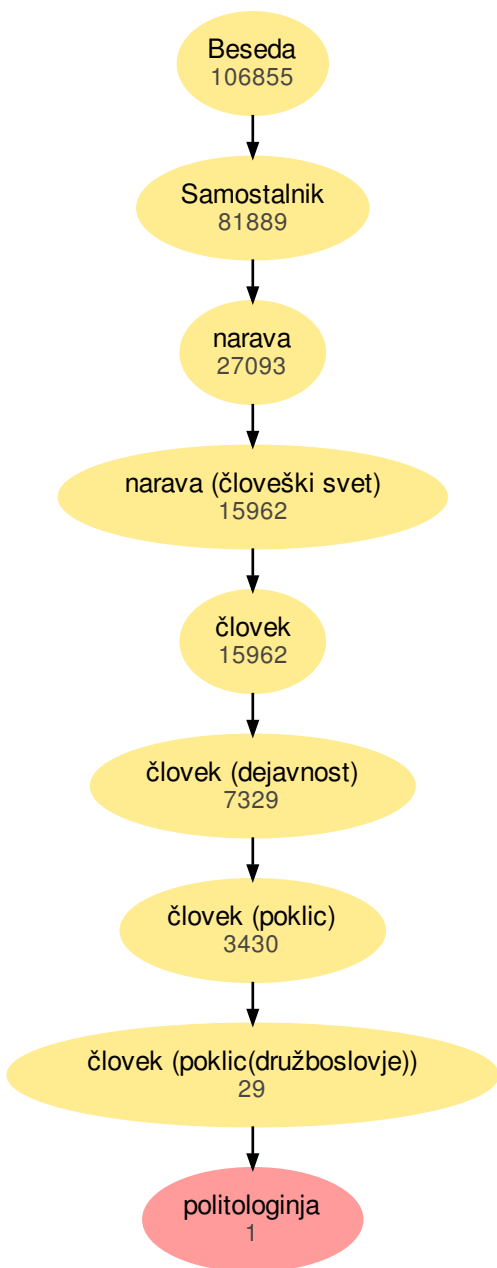 Beseda
106855
Samostalnik
81889
narava
27093
narava (človeški svet)
15962
človek
15962
človek (dejavnost)
7329
človek (poklic)
3430
človek (poklic(družboslovje))
29
politologinja
1